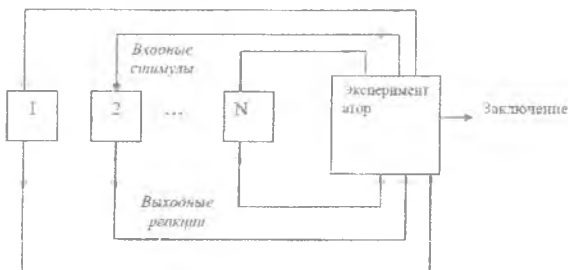 Входные
стимулы
1
2
...
N
Эксперимент
атор
Заключение
Выходные
реакции